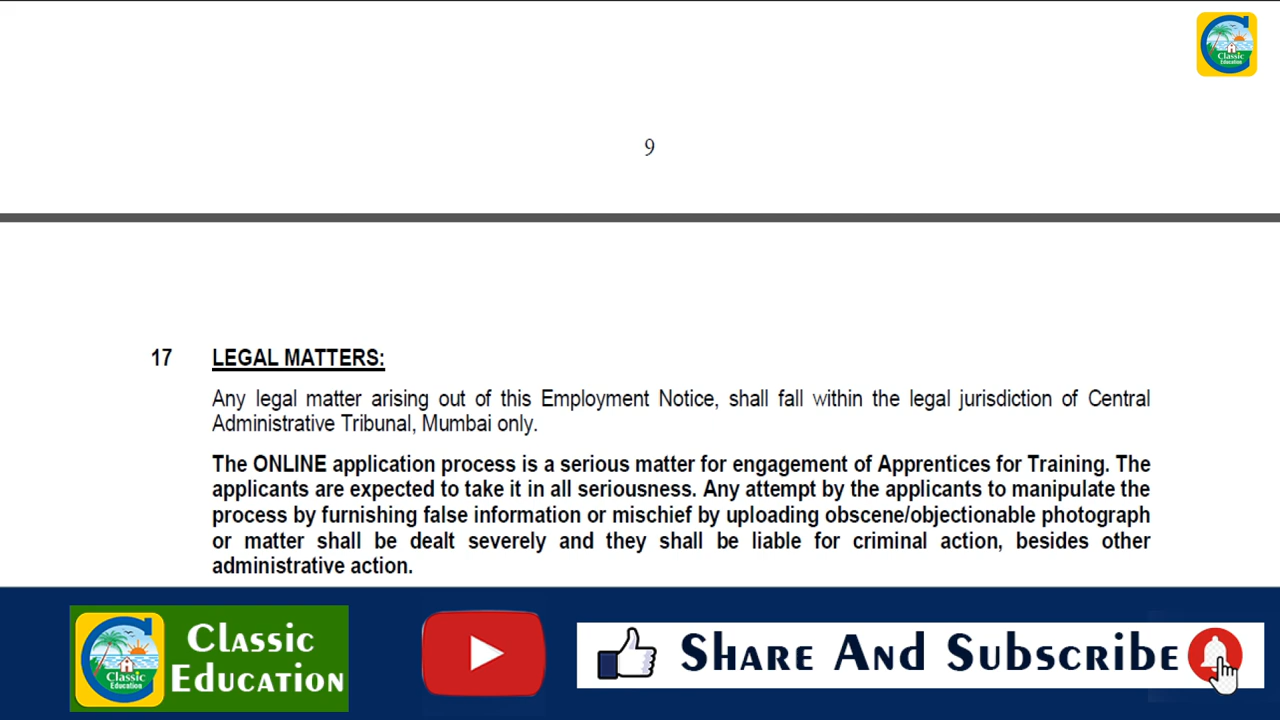 Classic
Education
9
17 LEGAL MATTERS:
Any legal matter arising out of this Employment Notice, shall fall within the legal jurisdiction of Central
Administrative Tribunal, Mumbai only.
The ONLINE application process is a serious matter for engagement of Apprentices for Training. The
applicants are expected to take it in all seriousness. Any attempt by the applicants to manipulate the
process by furnishing false information or mischief by uploading obscene/objectionable photograph
or matter shall be dealt severely and they shall be liable for criminal action, besides other
administrative action.
Classic
Education
Classic
Education
Share And Subscribe